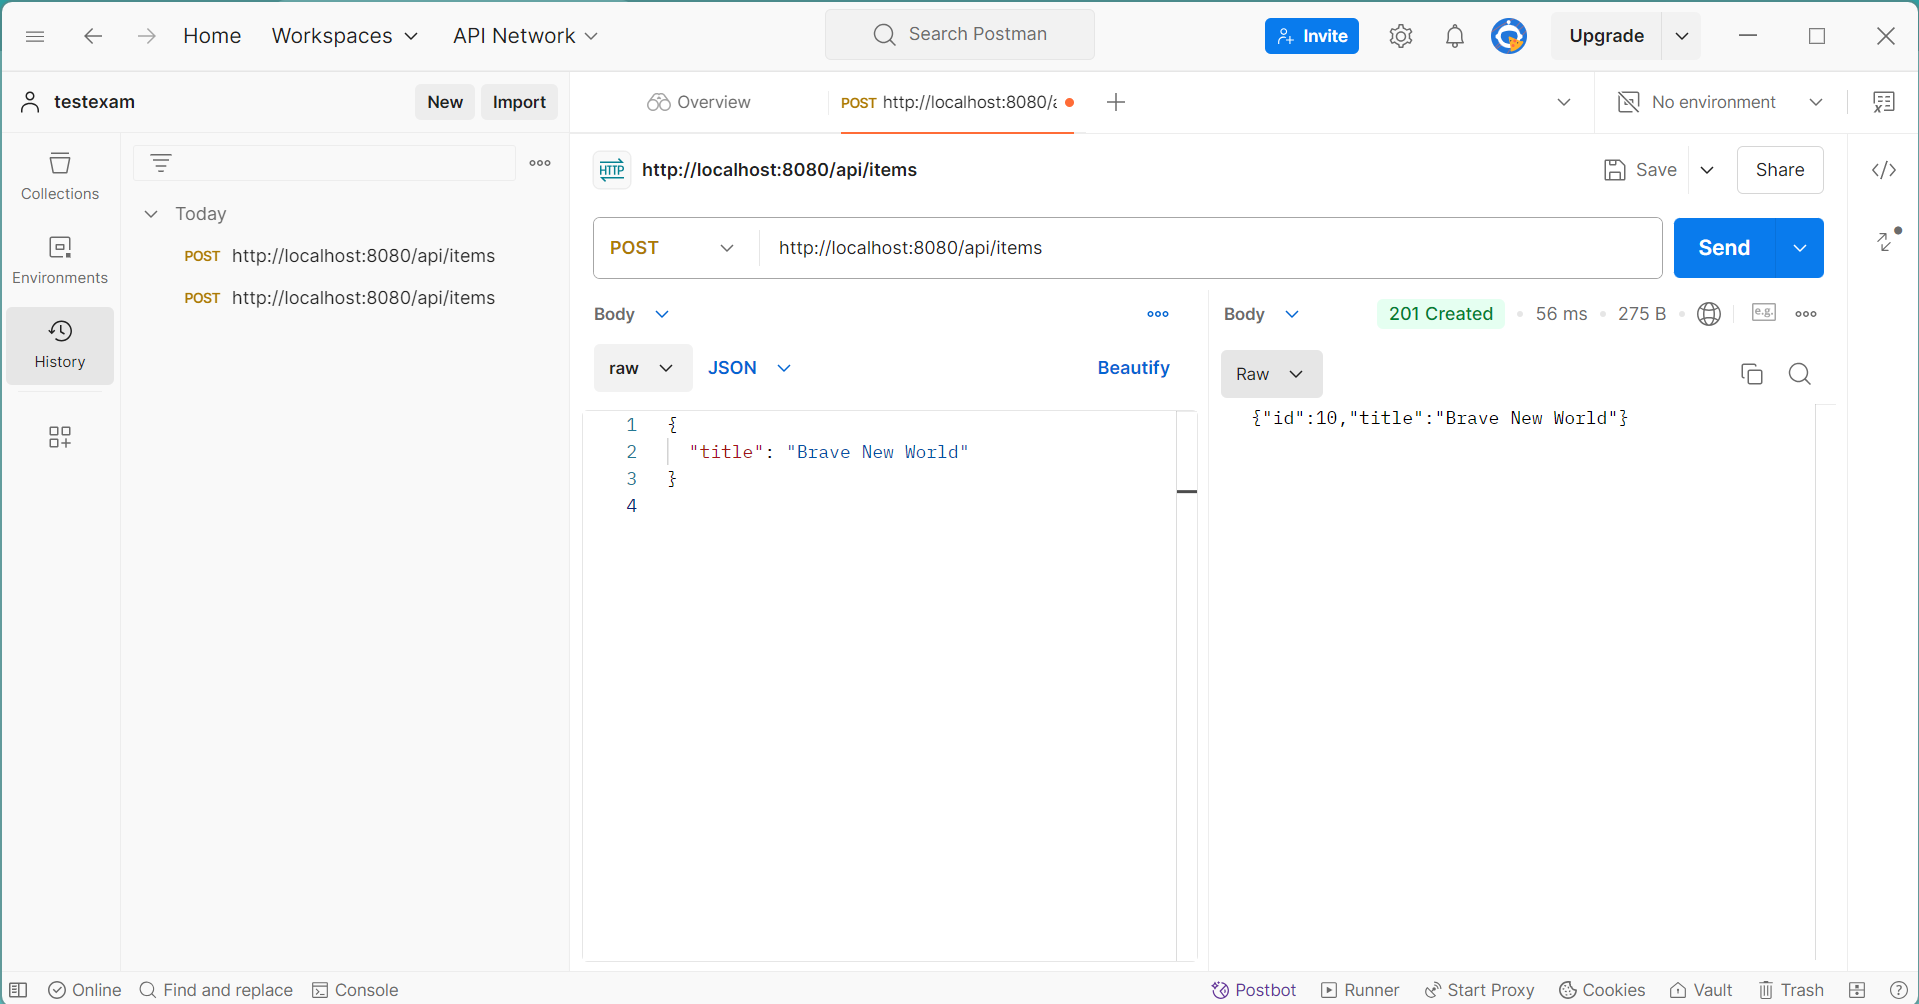 Home Workspaces API Network Search Postman Invite Upgrade
testexam New Import
Overview POST http://localhost:8080/a No environment
Collections
Environments
History
Today
POST http://localhost:8080/api/items
POST http://localhost:8080/api/items
HTTP http://localhost:8080/api/items Save Share
POST http://localhost:8080/api/items Send
Body
raw JSON Beautify
1 {
2 "title": "Brave New World"
3 }
4
Body 201 Created 56 ms 275 B e.g.
Raw
{"id":10,"title":"Brave New World"}
Online Find and replace Console Postbot Runner Start Proxy Cookies Vault Trash